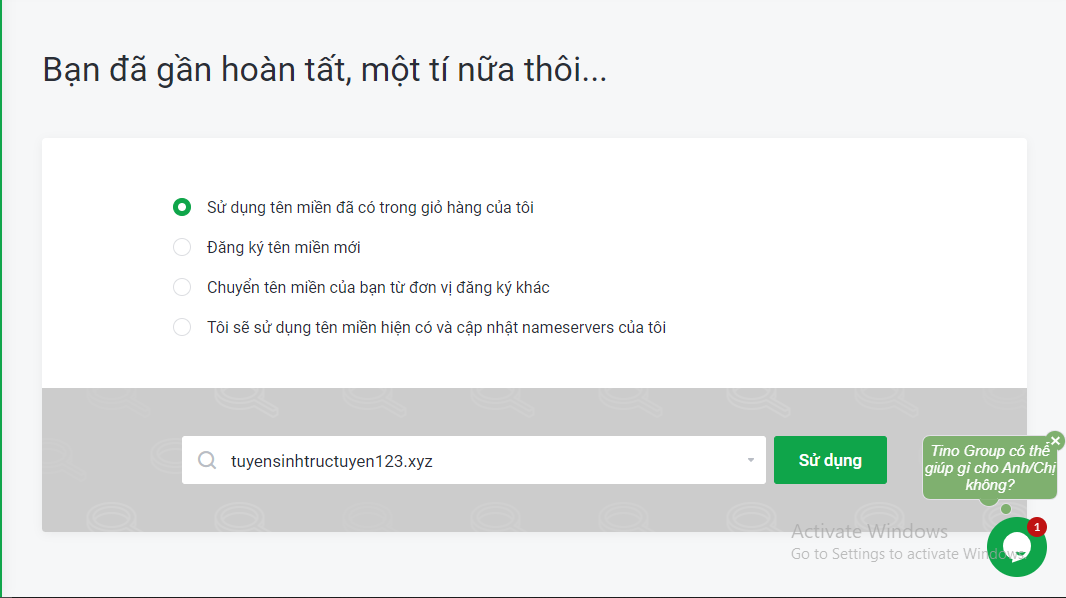 Bạn đã gần hoàn tất, một tí nữa thôi...
Sử dụng tên miền đã có trong giỏ hàng của tôi
Đăng ký tên miền mới
Chuyển tên miền của bạn từ đơn vị đăng ký khác
Tôi sẽ sử dụng tên miền hiện có và cập nhật nameservers của tôi
tuyensinhtructuyen123.xyz
Sử dụng
Tino Group có thể
giúp gì cho Anh/Chị
không?
1
Activate Windows
Go to Settings to activate Windows.